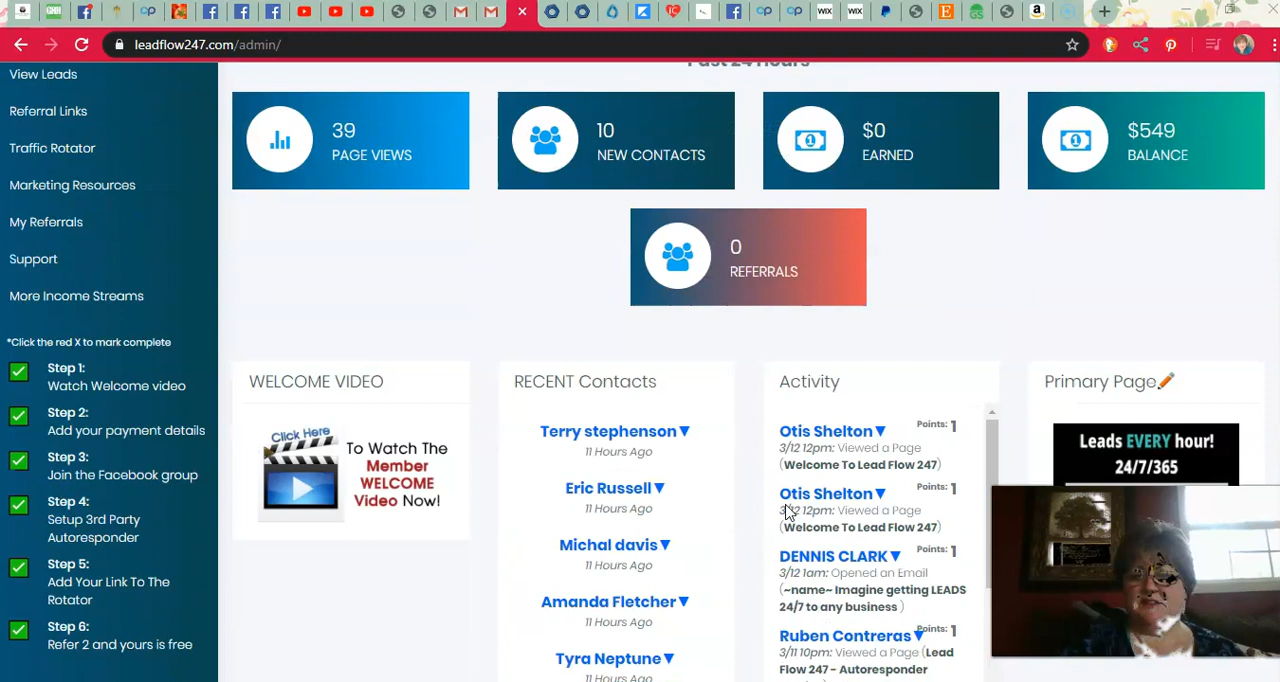 leadflow247.com/admin/
View Leads
Referral Links
Traffic Rotator
Marketing Resources
My Referrals
Support
More Income Streams
*Click the red X to mark complete
Step 1:
Watch Welcome video
Step 2:
Add your payment details
Step 3:
Join the Facebook group
Step 4:
Setup 3rd Party
Autoresponder
Step 5:
Add Your Link To The
Rotator
Step 6:
Refer 2 and yours is free
Past 24 Hours
39
PAGE VIEWS
10
NEW CONTACTS
$0
EARNED
$549
BALANCE
0
REFERRALS
WELCOME VIDEO
Click Here
To Watch The
Member
WELCOME
Video Now!
RECENT Contacts
Terry stephenson
11 Hours Ago
Eric Russell
11 Hours Ago
Michal davis
11 Hours Ago
Amanda Fletcher
11 Hours Ago
Tyra Neptune
11 Hours Ago
Activity
Otis Shelton Points: 1
3/12 12pm: Viewed a Page
(Welcome To Lead Flow 247)
Otis Shelton Points: 1
3/12 12pm: Viewed a Page
(Welcome To Lead Flow 247)
DENNIS CLARK Points: 1
3/12 1am: Opened an Email
(~name~ Imagine getting LEADS
24/7 to any business )
Ruben Contreras Points: 1
3/11 10pm: Viewed a Page (Lead
Flow 247 - Autoresponder
Primary Page
Leads EVERY hour!
24/7/365